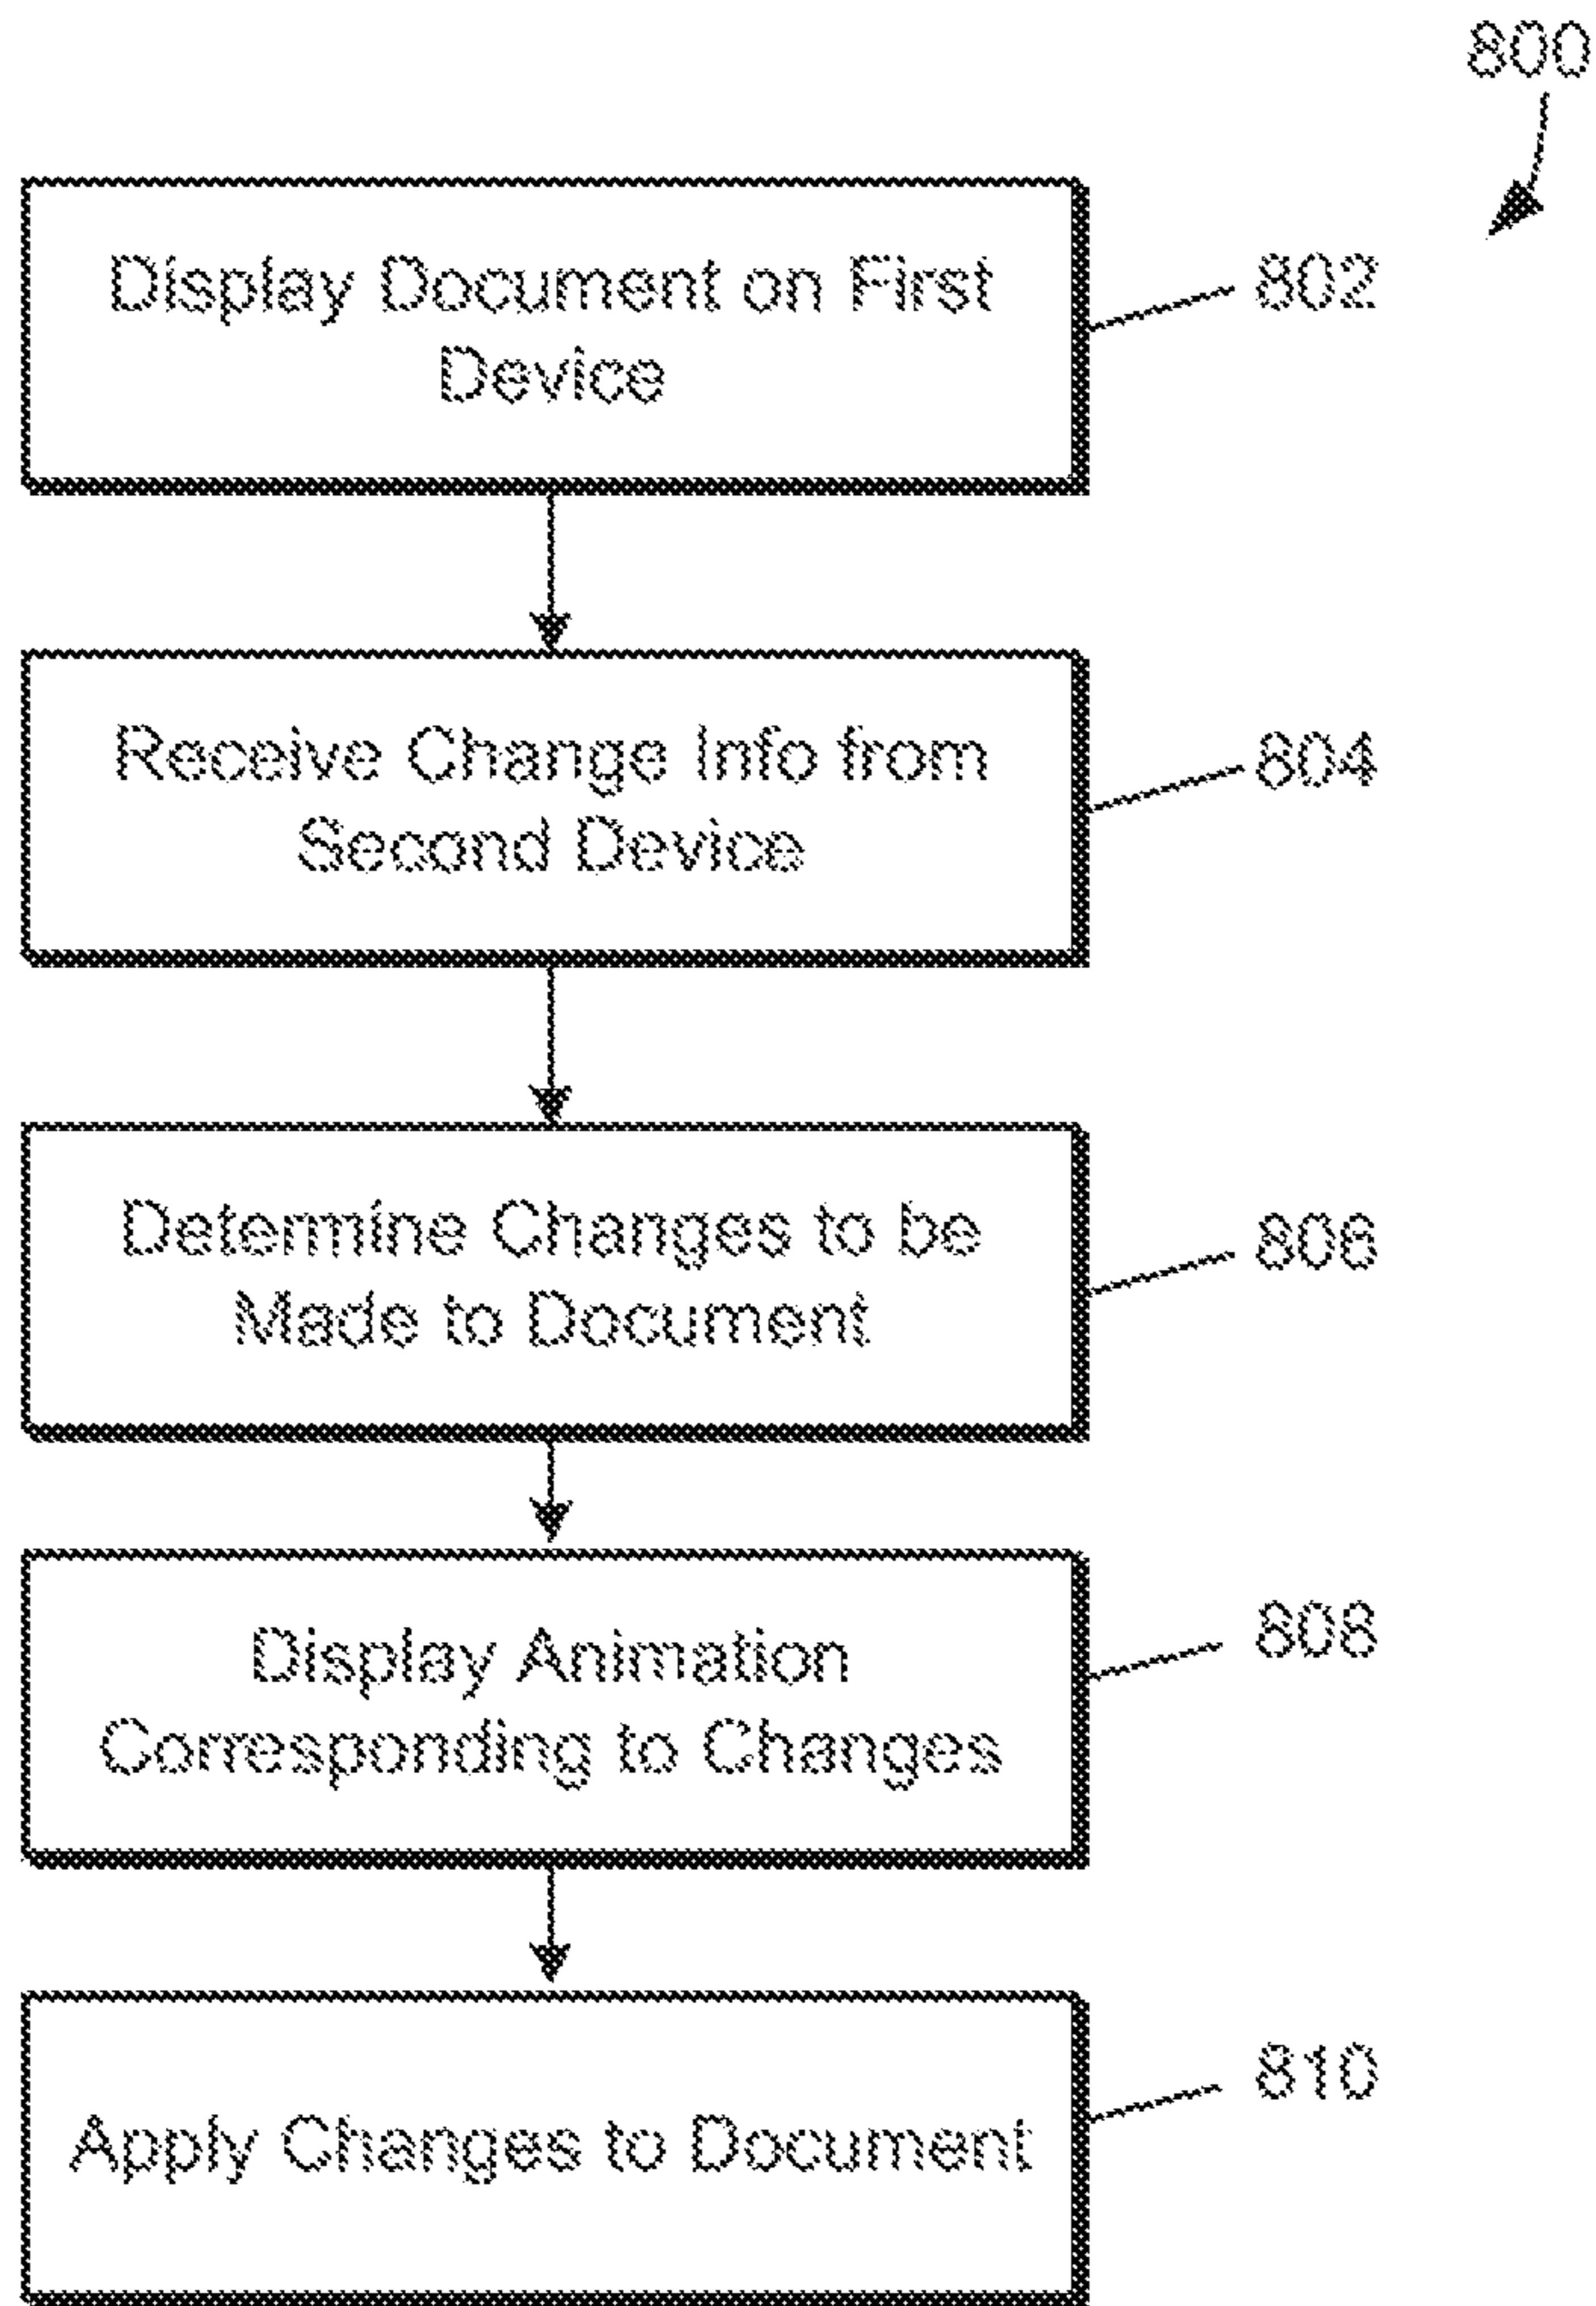 800
Display Document on First
Device
802
Receive Change Info from
Second Device
804
Determine Changes to be
Made to Document
806
Display Animation
Corresponding to Changes
808
Apply Changes to Document
810